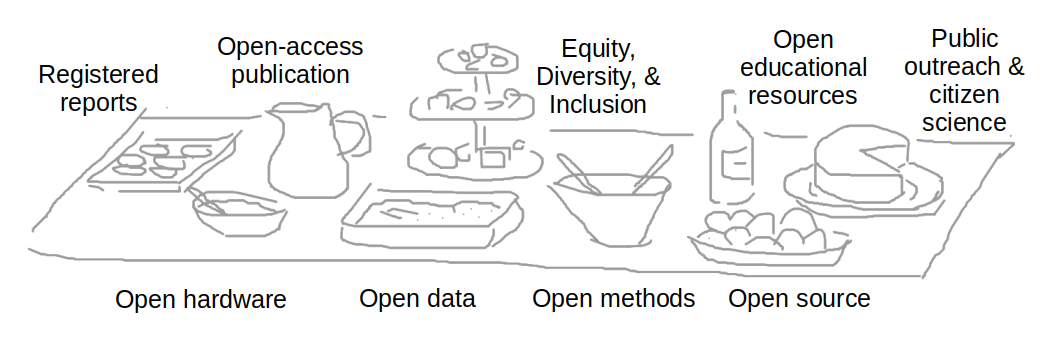 Registered
reports
Open-access
publication
Equity,
Diversity, &
Inclusion
Open
educational
resources
Public
outreach &
citizen
science
Open hardware
Open data
Open methods
Open source